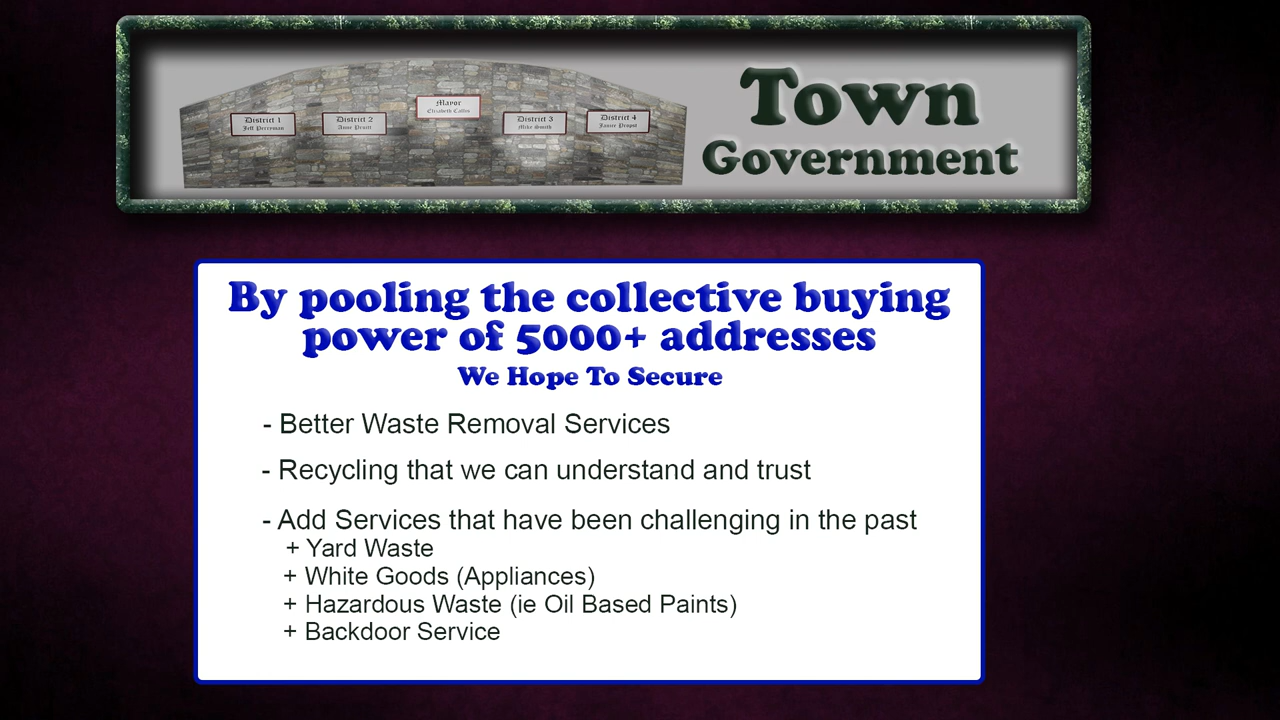 Mayor
Elizabeth Callis
District 1
Jeff Perryman
District 2
Anne Pruitt
District 3
Mike Smith
District 4
Janice Propst
Town
Government
By pooling the collective buying
power of 5000+ addresses
We Hope To Secure
- Better Waste Removal Services
- Recycling that we can understand and trust
- Add Services that have been challenging in the past
+ Yard Waste
+ White Goods (Appliances)
+ Hazardous Waste (ie Oil Based Paints)
+ Backdoor Service